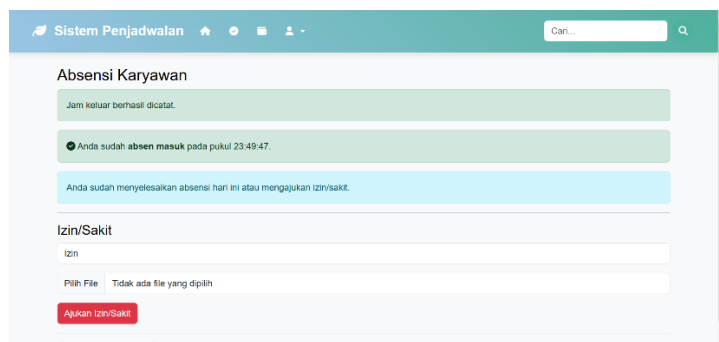 Sistem Penjadwalan
Cari...
Absensi Karyawan
Jam keluar berhasil dicatat.
Anda sudah absen masuk pada pukul 23:49:47.
Anda sudah menyelesaikan absensi hari ini atau mengajukan izin/sakit.
Izin/Sakit
Izin
Pilih File Tidak ada file yang dipilih
Ajukan Izin/Sakit